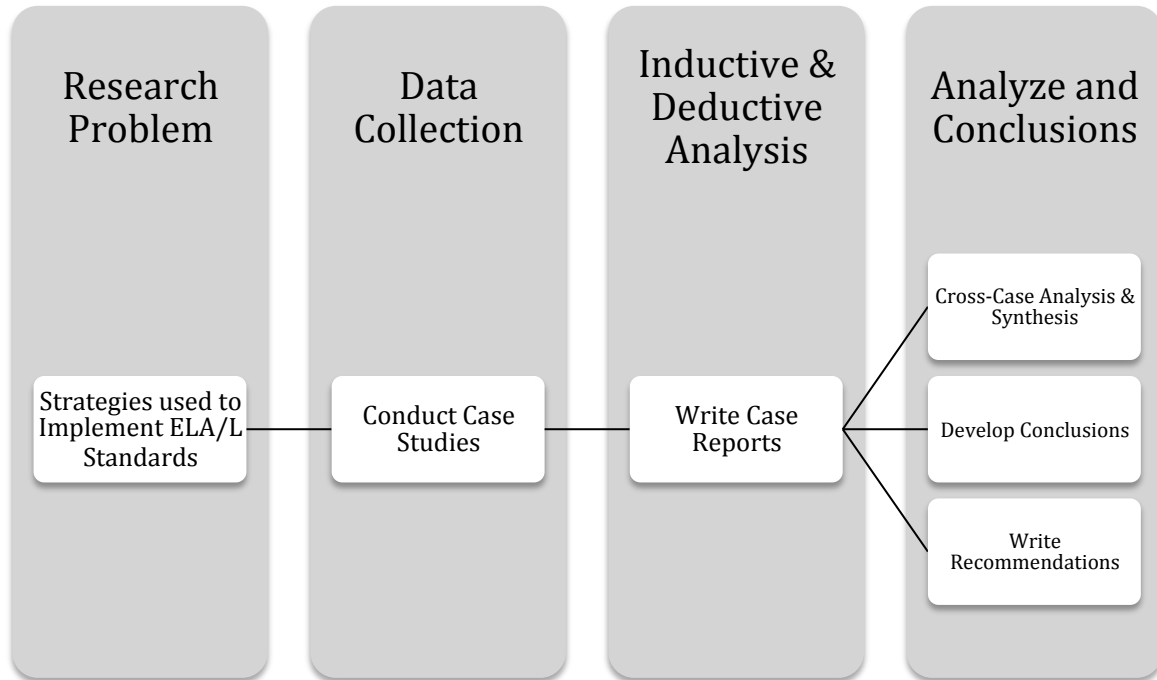 Research
Problem
Data
Collection
Inductive &
Deductive
Analysis
Analyze and
Conclusions
Strategies used to
Implement ELA/L
Standards
Conduct Case
Studies
Write Case
Reports
Cross-Case Analysis &
Synthesis
Develop Conclusions
Write
Recommendations